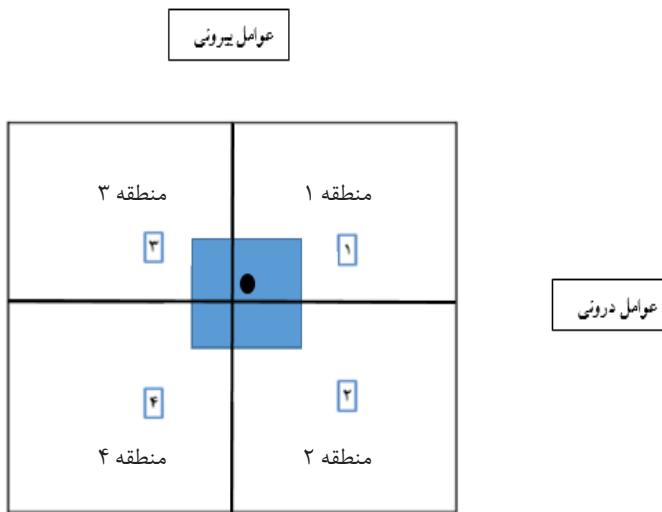 عوامل بیرونی
منطقه ۳
منطقه ۱
۳
۱
عوامل درونی
۴
۲
منطقه ۴
منطقه ۲